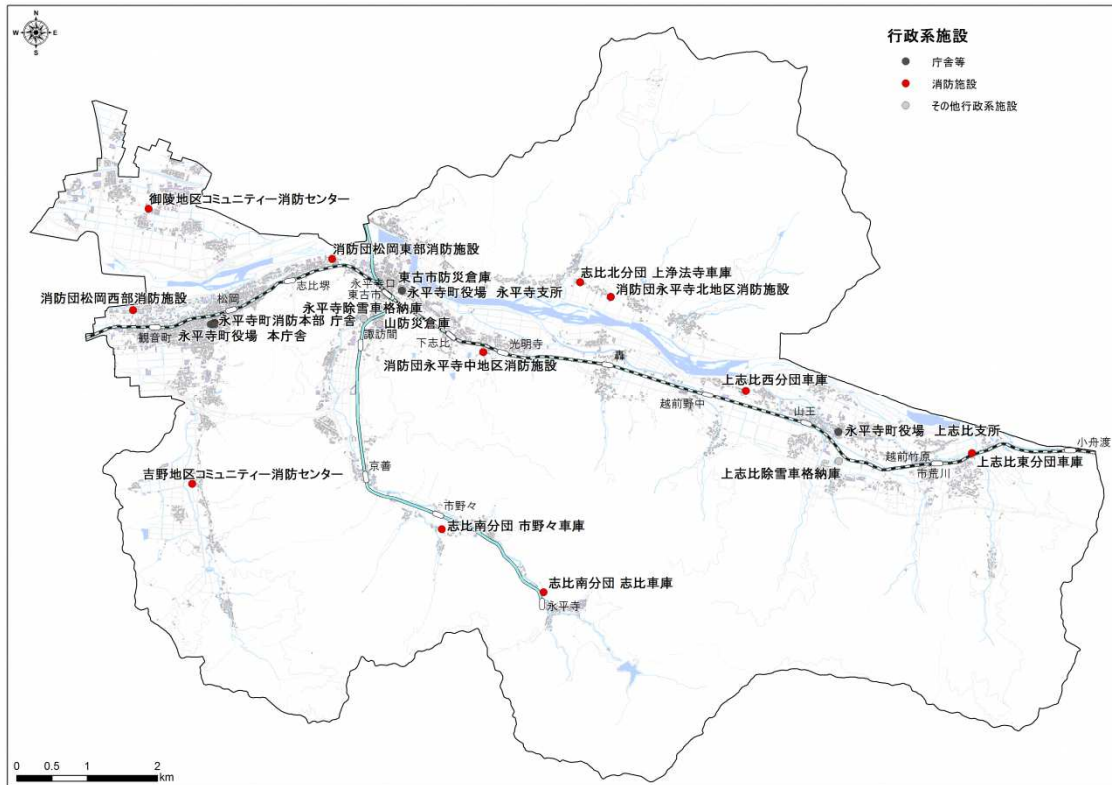 N
W
E
S
行政系施設
庁舎等
消防施設
その他行政系施設
御陵地区コミュニティー消防センター
消防団松岡東部消防施設
志比堺
永平寺口
東古市
東古市防災倉庫
永平寺町役場 永平寺支所
志比北分団 上浄法寺車庫
消防団永平寺北地区消防施設
消防団松岡西部消防施設
松岡
永平寺除雪車格納庫
山防災倉庫
永平寺町消防本部 庁舎
観音町
永平寺町役場 本庁舎
諏訪間
下志比
光明寺
轟
消防団永平寺中地区消防施設
上志比西分団車庫
越前野中
山王
永平寺町役場 上志比支所
小舟渡
越前竹原
上志比東分団車庫
上志比除雪車格納庫
市荒川
吉野地区コミュニティー消防センター
京善
市野々
志比南分団 市野々車庫
志比南分団 志比車庫
永平寺
0 0.5 1 2
km